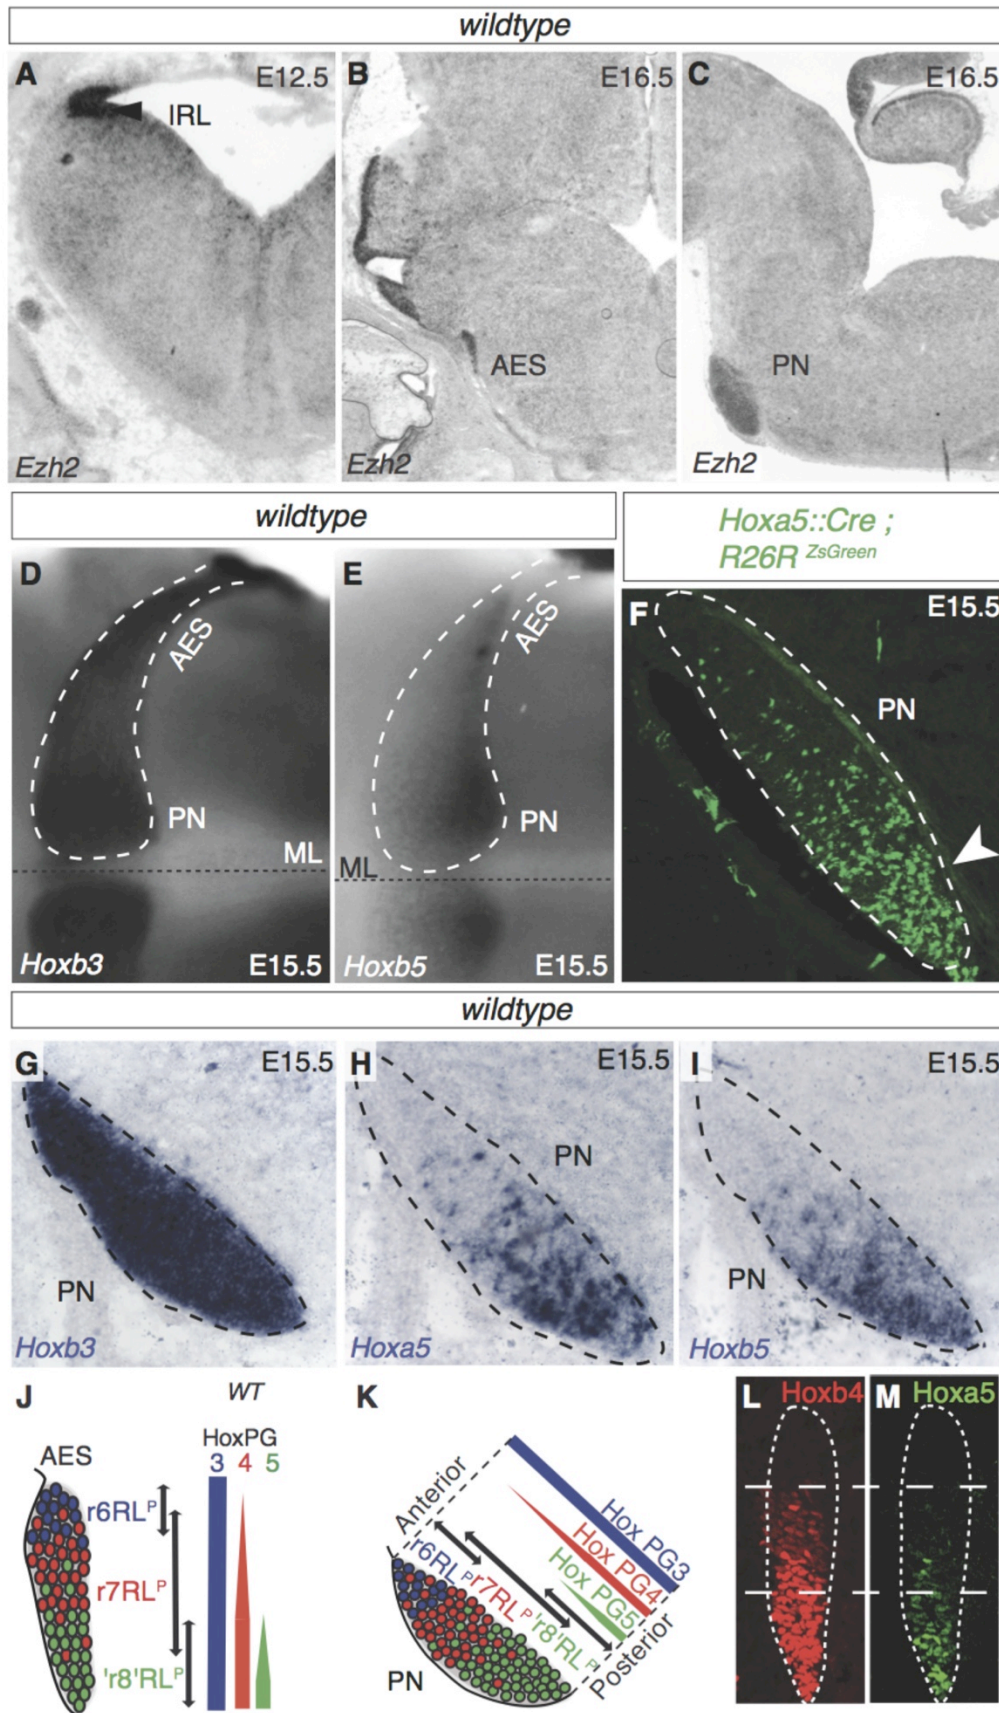 wildtype
A
E12.5
IRL
Ezh2
B
E16.5
AES
Ezh2
C
E16.5
PN
Ezh2
wildtype
D
AES
PN
ML
Hoxb3
E15.5
E
AES
PN
ML
Hoxb5
E15.5
Hoxa5::Cre ;
R26R ZsGreen
F
E15.5
PN
wildtype
G
E15.5
PN
Hoxb3
H
E15.5
PN
Hoxa5
I
E15.5
PN
Hoxb5
J
WT
AES
HoxPG
3 4 5
r6RLP
r7RLP
'r8'RLP
K
Anterior
Hox PG3
Hox PG4
Hox PG5
r6RLP
r7RLP
'r8'RLP
Posterior
PN
L
Hoxb4
M
Hoxa5